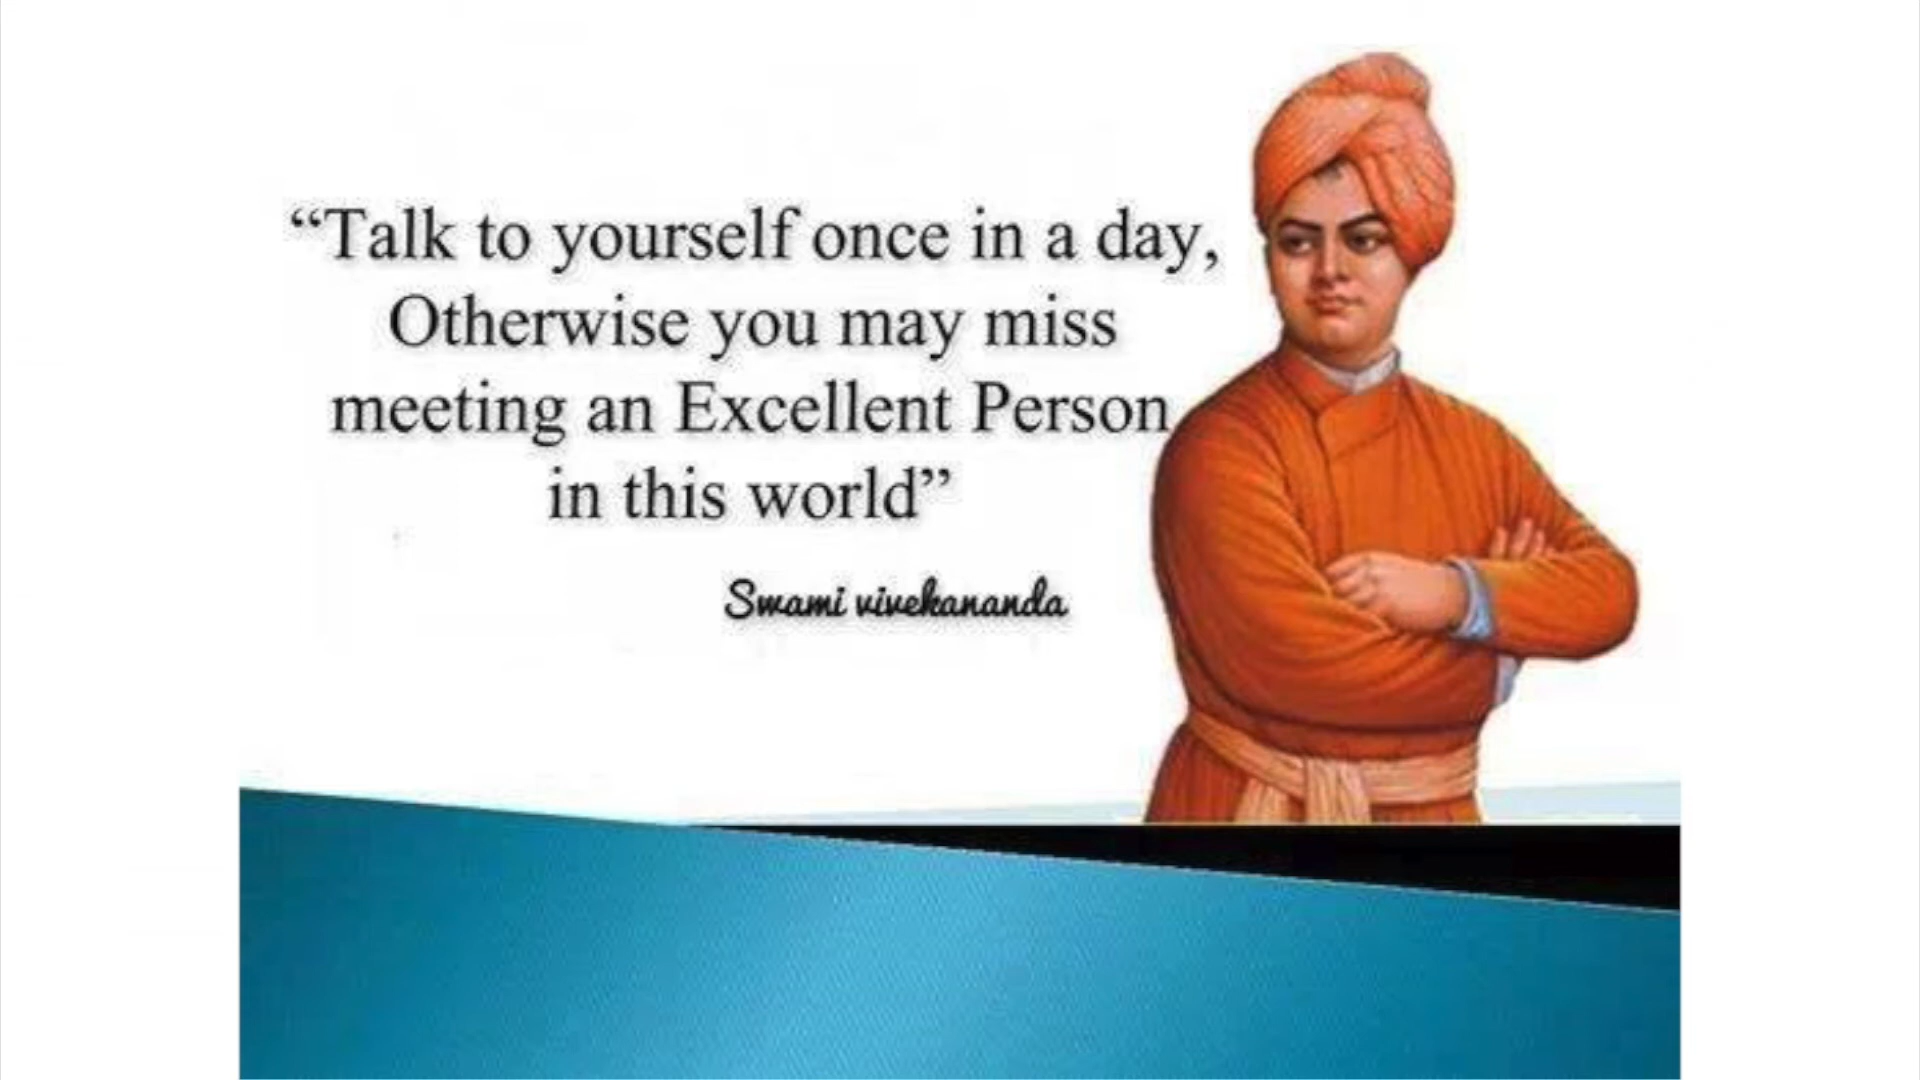 “Talk to yourself once in a day,
Otherwise you may miss
meeting an Excellent Person
in this world”
Swami vivekananda